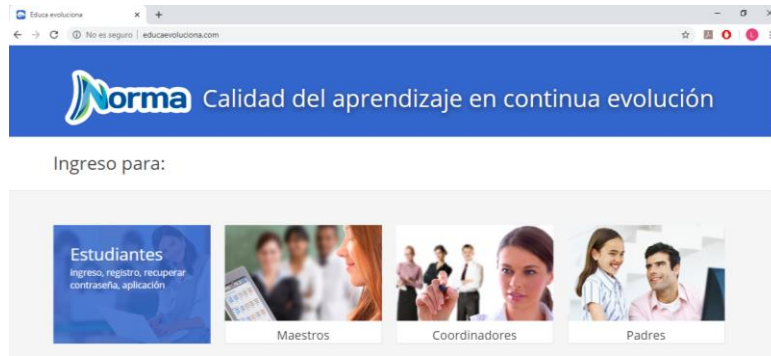 Educa evoluciona
No es seguro | educaevoluciona.com
Norma Calidad del aprendizaje en continua evolución
Ingreso para:
Estudiantes
ingreso, registro, recuperar
contraseña, aplicación
Maestros
Coordinadores
Padres